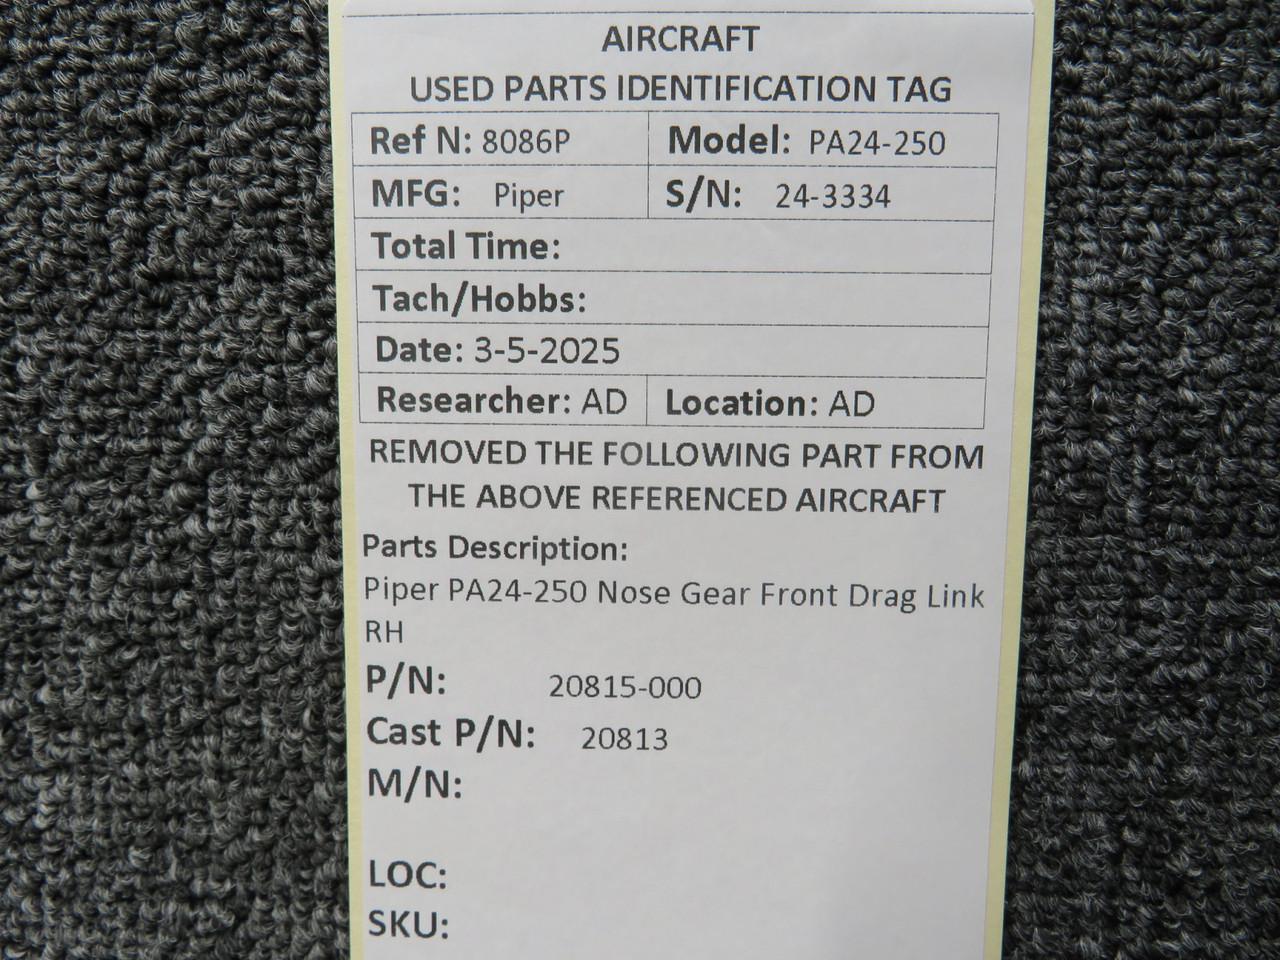 AIRCRAFT
USED PARTS IDENTIFICATION TAG
Ref N: 8086P Model: PA24-250
MFG: Piper S/N: 24-3334
Total Time:
Tach/Hobbs:
Date: 3-5-2025
Researcher: AD Location: AD
REMOVED THE FOLLOWING PART FROM
THE ABOVE REFERENCED AIRCRAFT
Parts Description:
Piper PA24-250 Nose Gear Front Drag Link
RH
P/N: 20815-000
Cast P/N: 20813
M/N:
LOC:
SKU: